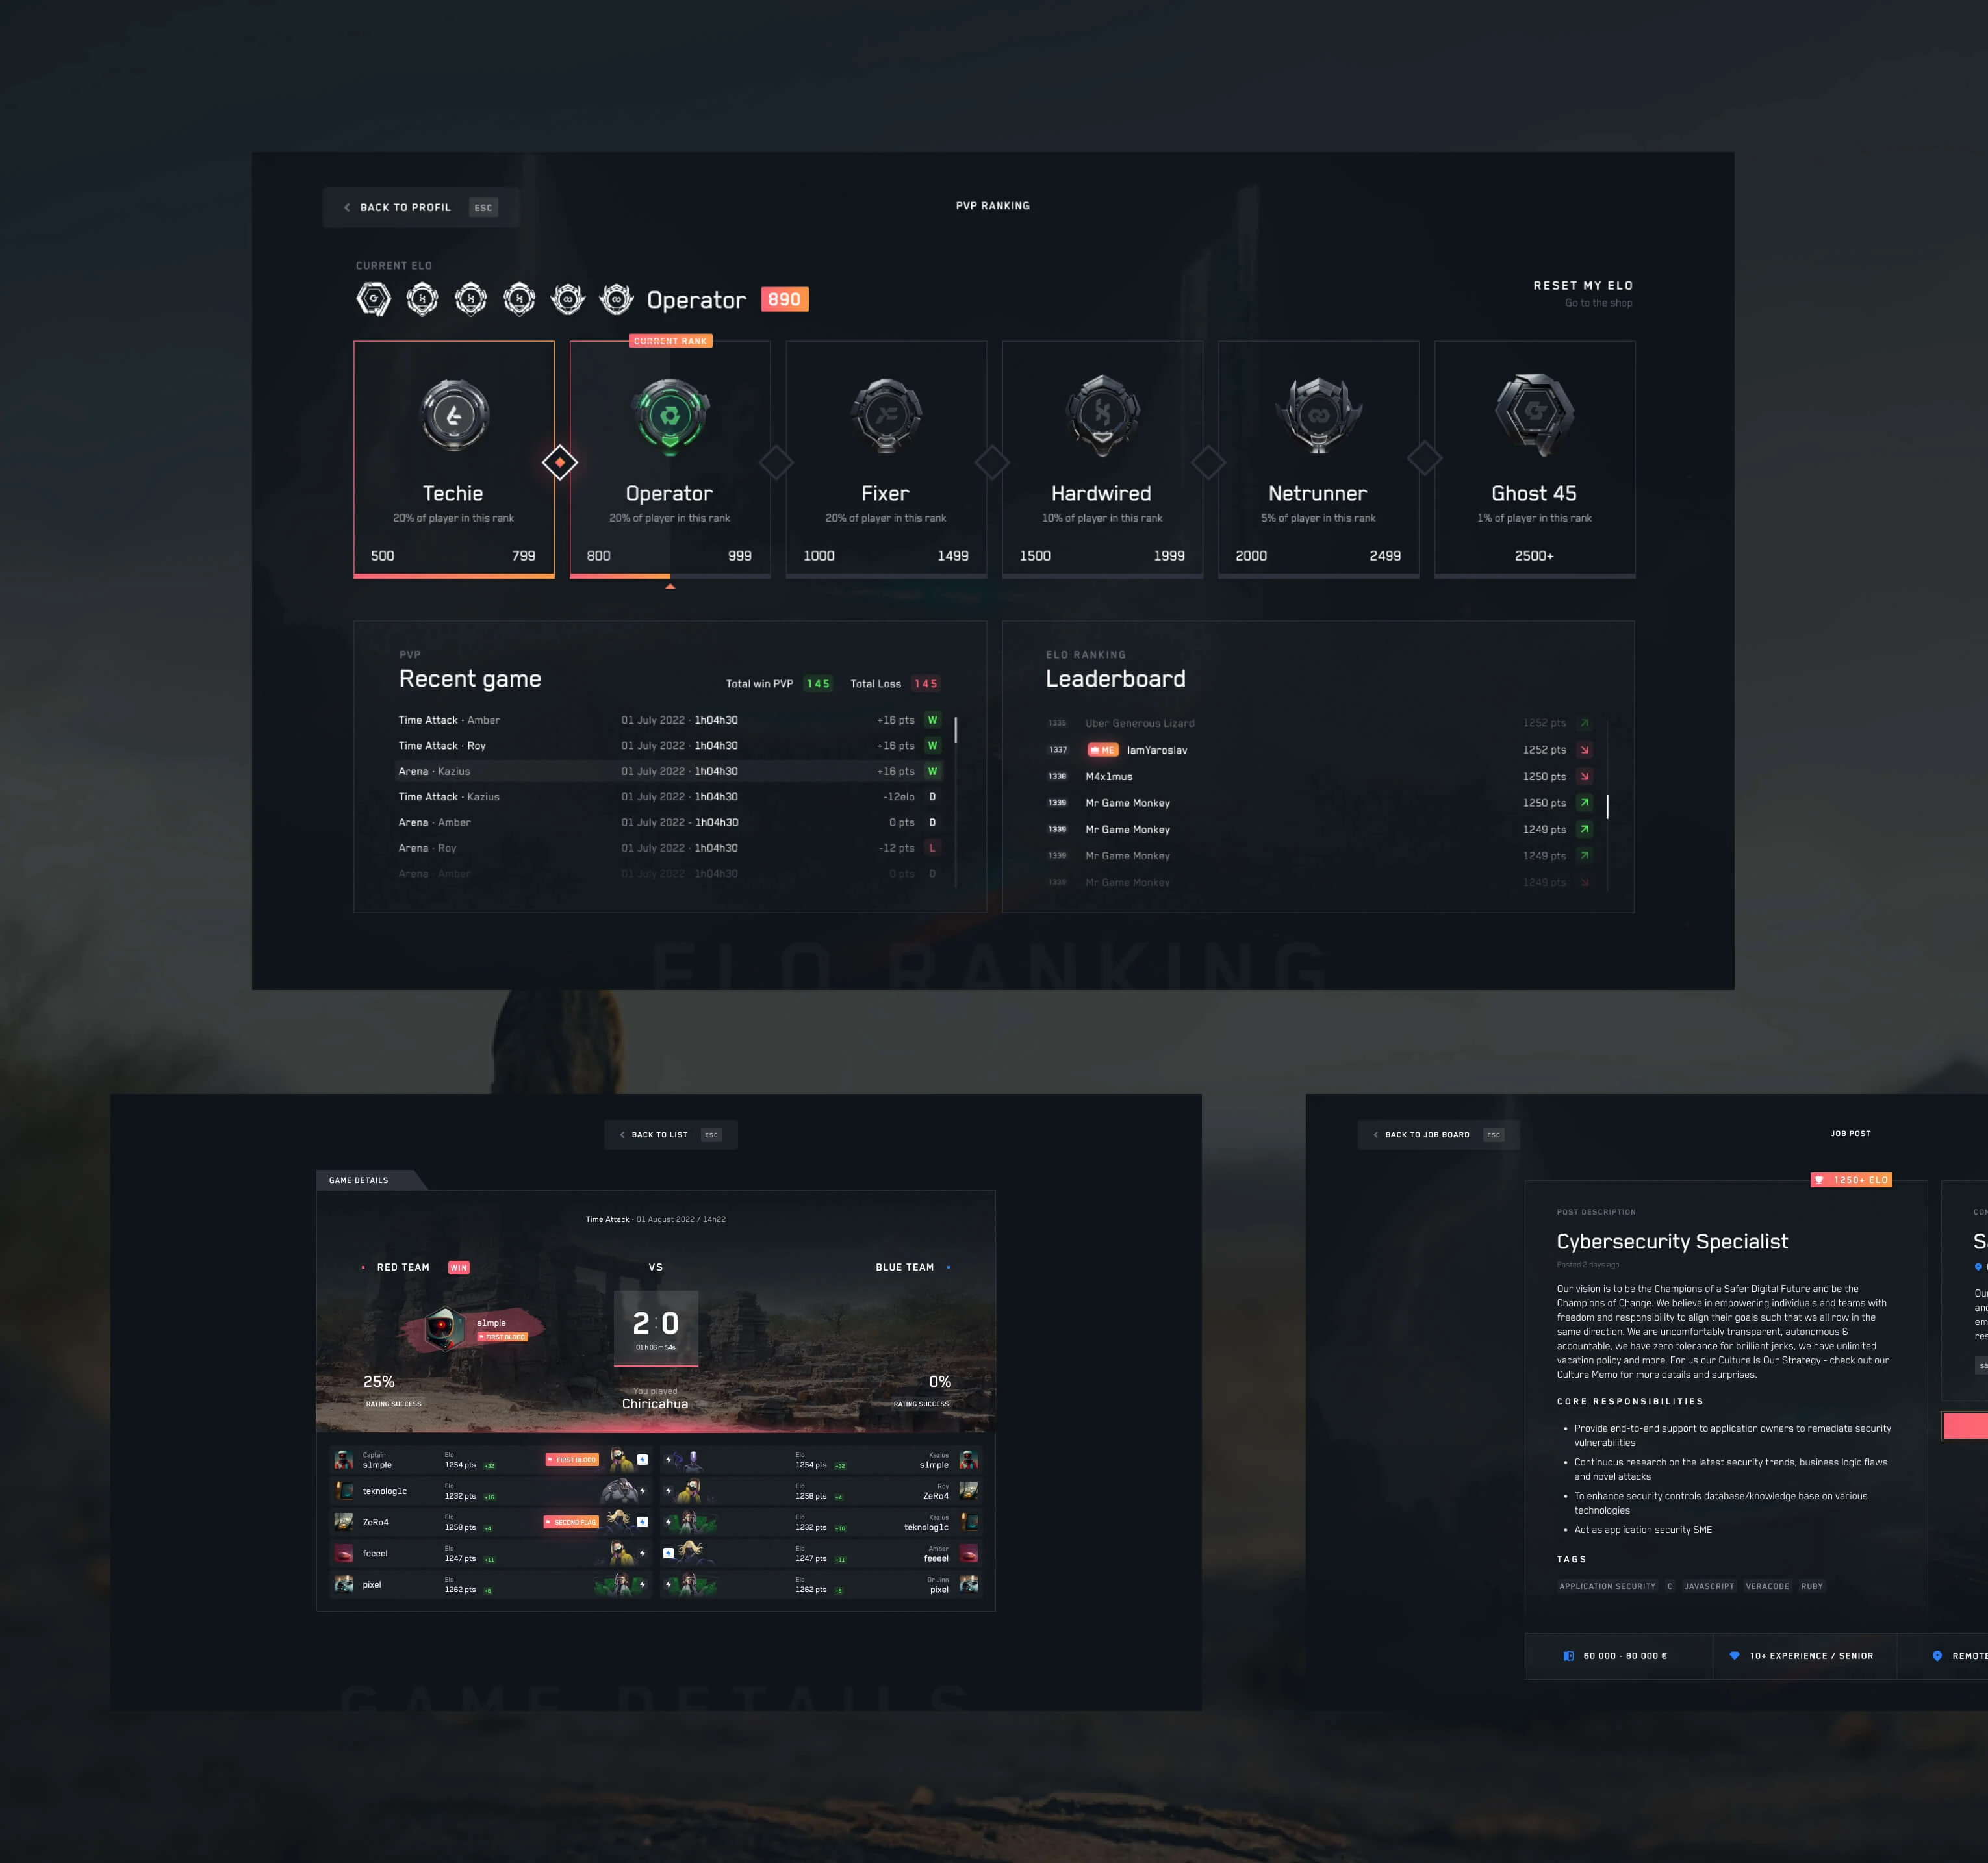 BACK TO PROFIL ESC
PVP RANKING
CURRENT ELO
Operator 890
RESET MY ELO
Go to the shop
CURRENT RANK
Techie
20% of player in this rank
500 799
Operator
20% of player in this rank
800 999
Fixer
20% of player in this rank
1000 1499
Hardwired
10% of player in this rank
1500 1999
Netrunner
5% of player in this rank
2000 2499
Ghost 45
1% of player in this rank
2500+
PVP
Recent game
Total win PVP 145 Total Loss 145
Time Attack - Amber 01 July 2022 - 1h04h30 +16 pts W
Time Attack - Roy 01 July 2022 - 1h04h30 +16 pts W
Arena - Kazius 01 July 2022 - 1h04h30 +16 pts W
Time Attack - Kazius 01 July 2022 - 1h04h30 -12elo D
Arena - Amber 01 July 2022 - 1h04h30 0 pts D
Arena - Roy 01 July 2022 - 1h04h30 -12 pts L
Arena - Amber 01 July 2022 - 1h04h30 0 pts D
ELO RANKING
Leaderboard
1335 Uber Generous Lizard 1252 pts
1337 ME IamYaroslav 1252 pts
1338 M4x1mus 1250 pts
1339 Mr Game Monkey 1250 pts
1339 Mr Game Monkey 1249 pts
1339 Mr Game Monkey 1249 pts
1339 Mr Game Monkey 1249 pts
ELO RANKING
BACK TO LIST ESC
GAME DETAILS
Time Attack - 01 August 2022 / 14h22
RED TEAM WIN
VS
BLUE TEAM
s1mple
FIRST BLOOD
2:0
01h 06 m 54s
25%
RATING SUCCESS
You played
Chiricahua
0%
RATING SUCCESS
Captain
s1mple
Elo
1254 pts +32
FIRST BLOOD
Elo
1254 pts +32
Kazius
s1mple
teknolog1c
Elo
1232 pts +16
Elo
1258 pts +4
Roy
ZeRo4
ZeRo4
Elo
1258 pts +4
SECOND FLAG
Elo
1232 pts +16
Kazius
teknolog1c
feeeel
Elo
1247 pts +11
Elo
1247 pts +11
Amber
feeeel
pixel
Elo
1262 pts
Elo
1262 pts
Dr Jinn
pixel
GAME DETAILS
BACK TO JOB BOARD ESC
JOB POST
1250+ ELO
POST DESCRIPTION
Cybersecurity Specialist
Posted 2 days ago
Our vision is to be the Champions of a Safer Digital Future and be the
Champions of Change. We believe in empowering individuals and teams with
freedom and responsibility to align their goals such that we all row in the
same direction. We are uncomfortably transparent, autonomous &
accountable, we have zero tolerance for brilliant jerks, we have unlimited
vacation policy and more. For us our Culture Is Our Strategy - check out our
Culture Memo for more details and surprises.
CORE RESPONSIBILITIES
• Provide end-to-end support to application owners to remediate security
vulnerabilities
• Continuous research on the latest security trends, business logic flaws
and novel attacks
• To enhance security controls database/knowledge base on various
technologies
• Act as application security SME
TAGS
APPLICATION SECURITY C JAVASCRIPT VERACODE RUBY
60 000 - 80 000 €
10+ EXPERIENCE / SENIOR
REMOTE